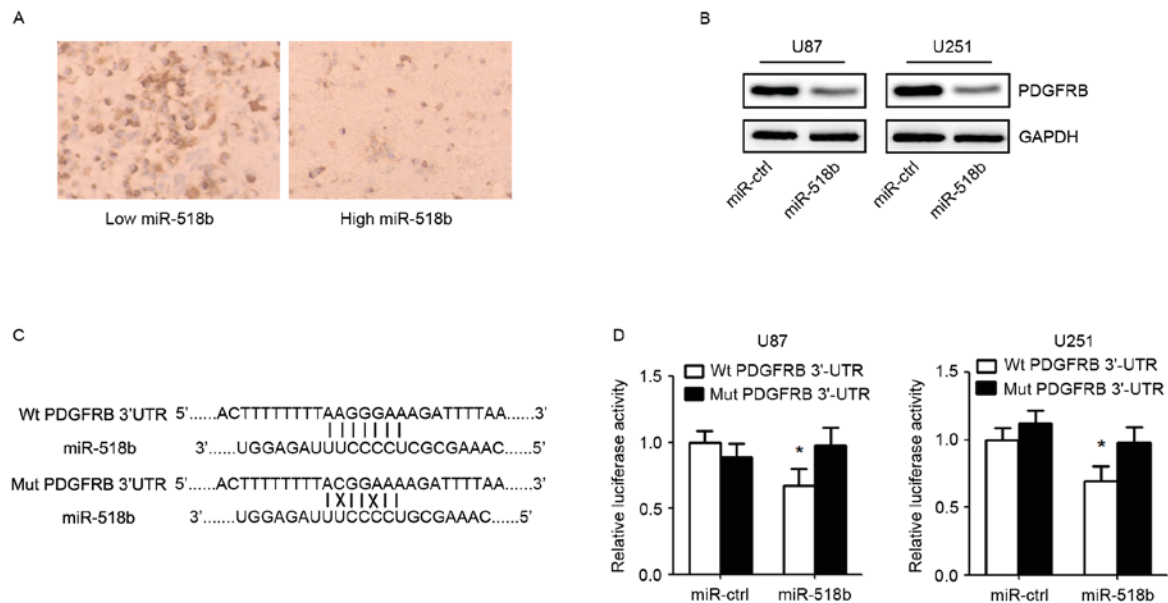 A
Low miR-518b
High miR-518b
B
U87
U251
PDGFRB
GAPDH
miR-ctrl
miR-518b
miR-ctrl
miR-518b
C
Wt PDGFRB 3'UTR 5'......ACTTTTTTTTAAGGGAAAGATTTTAA......3'
miR-518b 3'......UGGAGAUUUCCCCUCGCGAAAC......5'
Mut PDGFRB 3'UTR 5'......ACTTTTTTTTACGGAAAAGATTTTAA......3'
X X
miR-518b 3'......UGGAGAUUUCCCCUGCGAAAC......5'
D
U87
Wt PDGFRB 3'-UTR
Mut PDGFRB 3'-UTR
Relative luciferase activity
1.5
1.0
0.5
0.0
*
miR-ctrl
miR-518b
U251
Wt PDGFRB 3'-UTR
Mut PDGFRB 3'-UTR
Relative luciferase activity
1.5
1.0
0.5
0.0
*
miR-ctrl
miR-518b